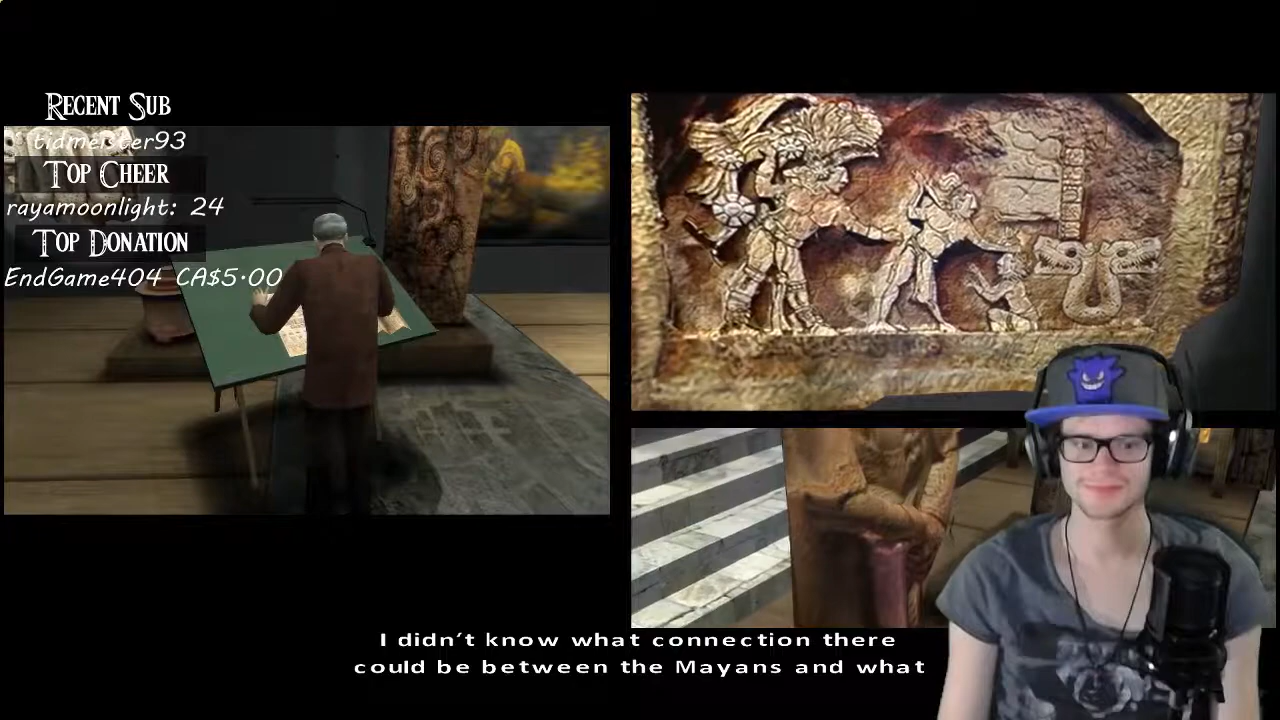 Recent Sub
tidmeister93
Top Cheer
rayamoonlight: 24
Top Donation
EndGame404 CA$5.00
I didn't know what connection there
could be between the Mayans and what